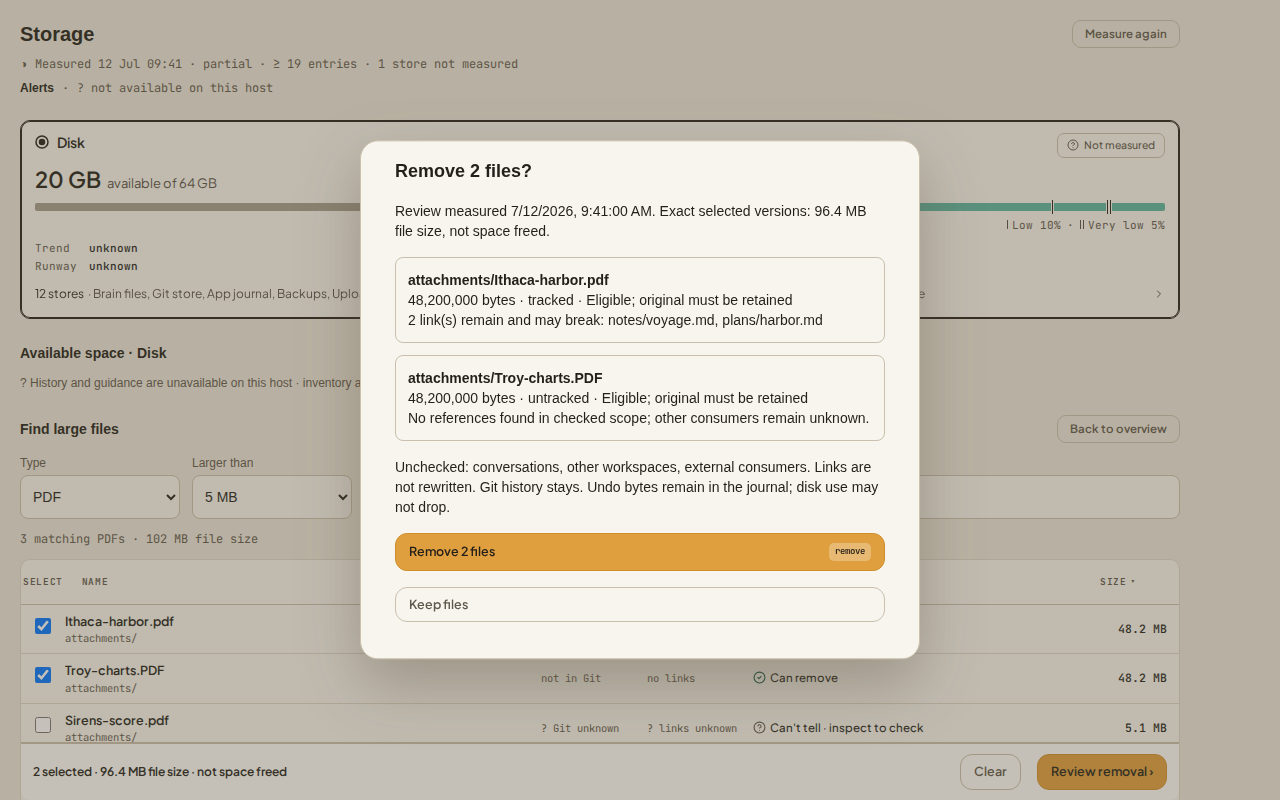 Storage
Measure again
Measured 12 Jul 09:41 · partial · ≥ 19 entries · 1 store not measured
Alerts · ? not available on this host
Disk
Not measured
20 GB available of 64 GB
Low 10% · Very low 5%
Trend unknown
Runway unknown
12 stores · Brain files, Git store, App journal, Backups,
Available space · Disk
? History and guidance are unavailable on this host · inventory
Find large files
Back to overview
Type
Larger than
PDF
5 MB
3 matching PDFs · 102 MB file size
SELECT NAME SIZE
Ithaca-harbor.pdf
attachments/
48.2 MB
Troy-charts.PDF
attachments/
not in Git
no links
Can remove
48.2 MB
Sirens-score.pdf
attachments/
? Git unknown
? links unknown
Can't tell · inspect to check
5.1 MB
2 selected · 96.4 MB file size · not space freed
Clear
Review removal ›
Remove 2 files?
Review measured 7/12/2026, 9:41:00 AM. Exact selected versions: 96.4 MB
file size, not space freed.
attachments/Ithaca-harbor.pdf
48,200,000 bytes · tracked · Eligible; original must be retained
2 link(s) remain and may break: notes/voyage.md, plans/harbor.md
attachments/Troy-charts.PDF
48,200,000 bytes · untracked · Eligible; original must be retained
No references found in checked scope; other consumers remain unknown.
Unchecked: conversations, other workspaces, external consumers. Links are
not rewritten. Git history stays. Undo bytes remain in the journal; disk use may
not drop.
Remove 2 files
remove
Keep files